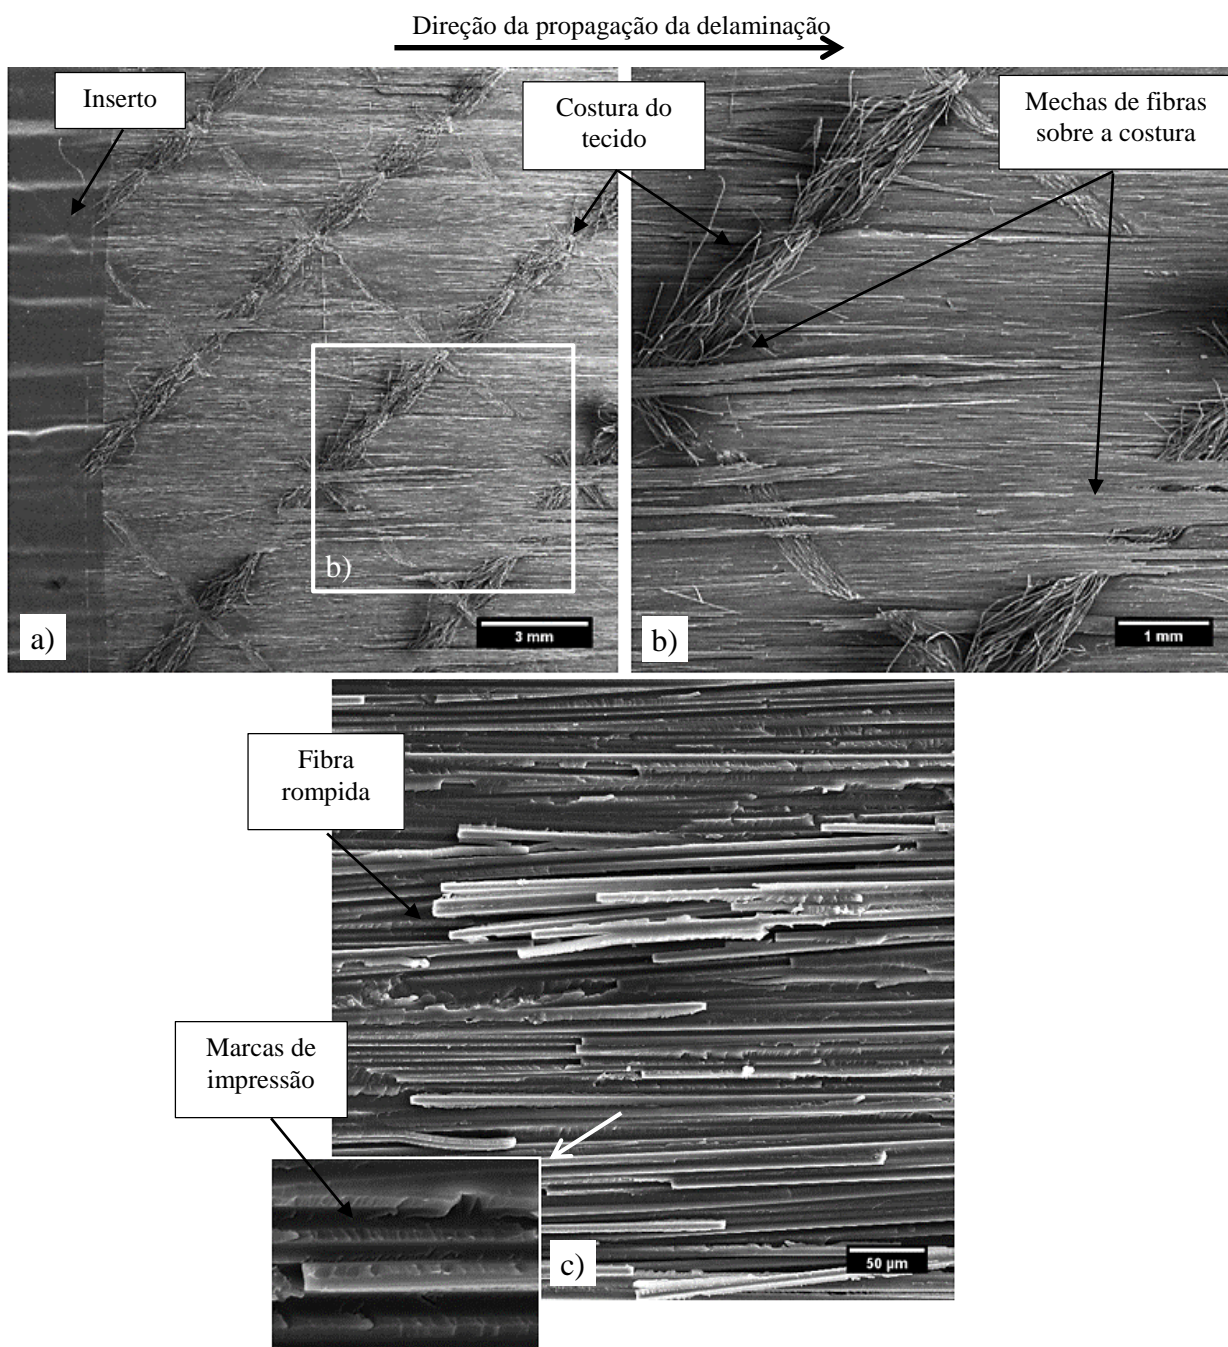 Direção da propagação da delaminação
Inserto
Costura do
tecido
Mechas de fibras
sobre a costura
b)
a)
3 mm
b)
1 mm
Fibra
rompida
Marcas de
impressão
c)
50 µm